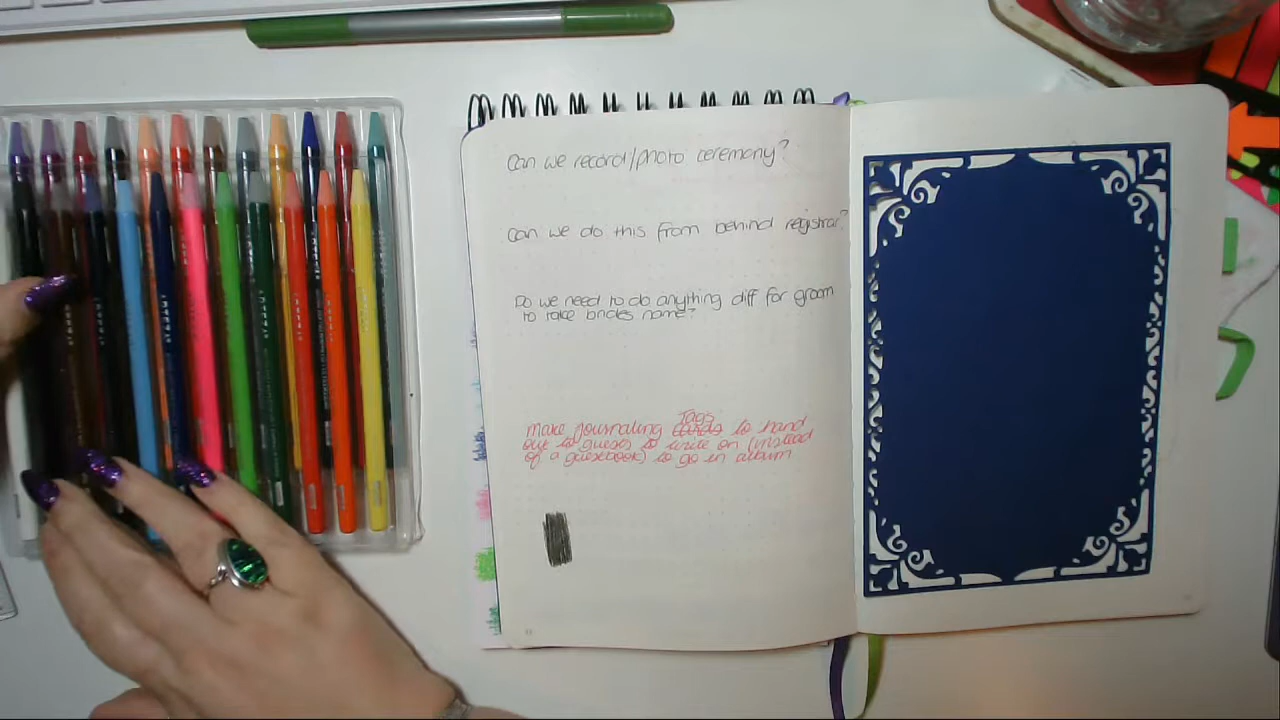 Can we record/photo ceremony?
Can we do this from behind registrar?
Do we need to do anything diff for groom
to take brides name?
Tags
make journaling cards to hand
out to guests to write on (instead
of a guestbook) to go in album